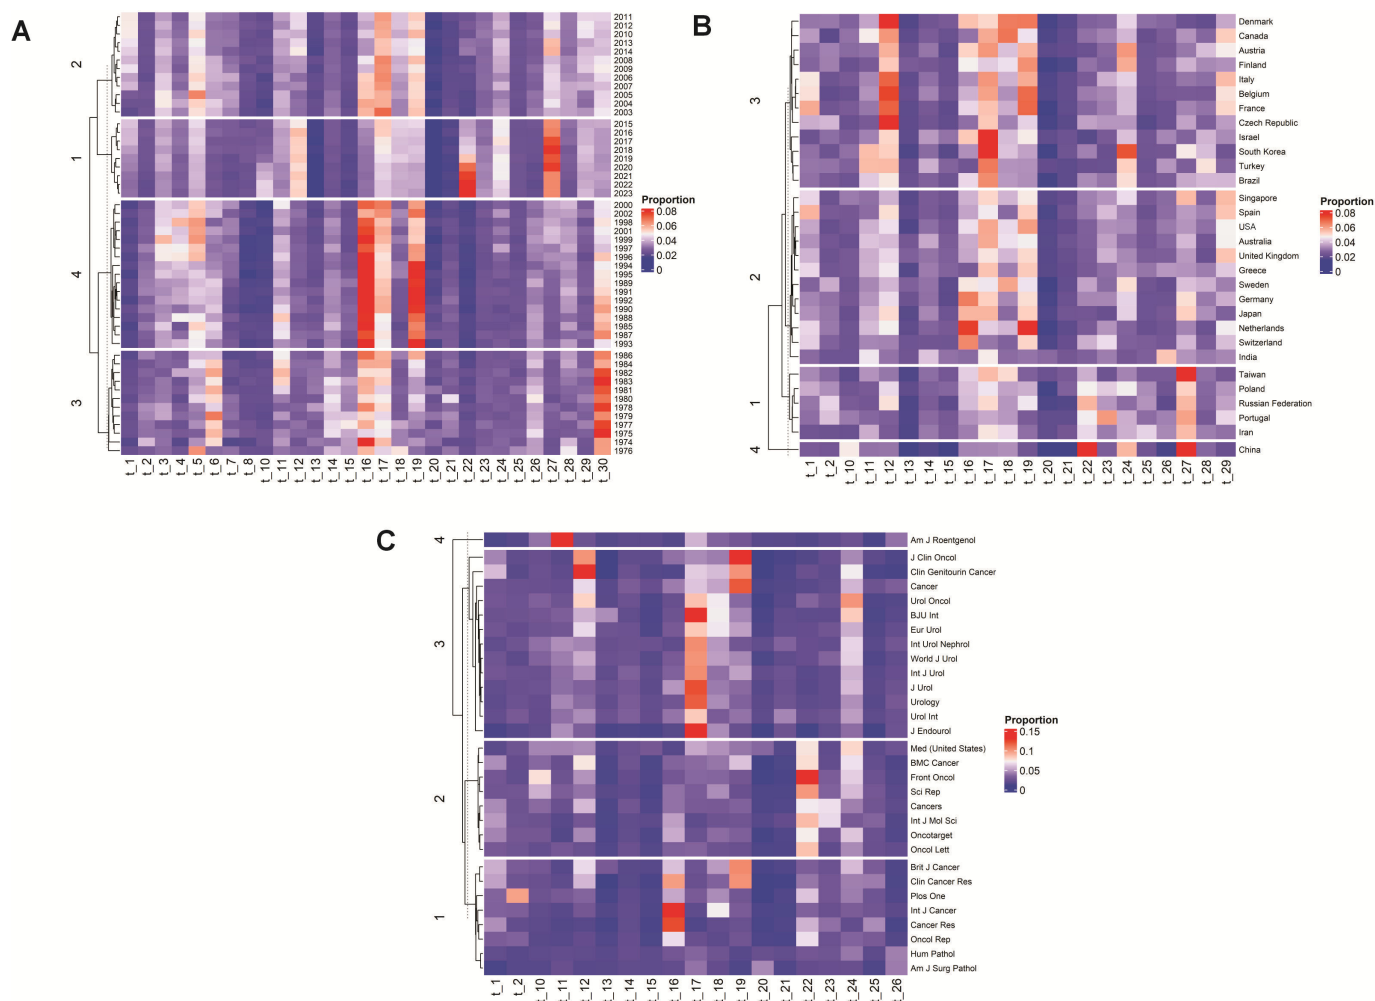 A
2
1
4
3
2011
2012
2010
2013
2014
2008
2009
2006
2007
2005
2004
2003
2015
2016
2017
2018
2019
2020
2021
2022
2023
2000
2002
1998
2001
1999
1997
1996
1994
1995
1989
1991
1992
1990
1988
1985
1987
1993
1986
1984
1982
1983
1981
1980
1978
1979
1977
1975
1974
1976
t_1
t_2
t_3
t_4
t_5
t_6
t_7
t_8
t_10
t_11
t_12
t_13
t_14
t_15
t_16
t_17
t_18
t_19
t_20
t_21
t_22
t_23
t_24
t_25
t_26
t_27
t_28
t_29
t_30
Proportion
0.08
0.06
0.04
0.02
0
B
3
2
1
4
Denmark
Canada
Austria
Finland
Italy
Belgium
France
Czech Republic
Israel
South Korea
Turkey
Brazil
Singapore
Spain
USA
Australia
United Kingdom
Greece
Sweden
Germany
Japan
Netherlands
Switzerland
India
Taiwan
Poland
Russian Federation
Portugal
Iran
China
t_1
t_2
t_10
t_11
t_12
t_13
t_14
t_15
t_16
t_17
t_18
t_19
t_20
t_21
t_22
t_23
t_24
t_25
t_26
t_27
t_28
t_29
Proportion
0.08
0.06
0.04
0.02
0
C
4
3
2
1
Am J Roentgenol
J Clin Oncol
Clin Genitourin Cancer
Cancer
Urol Oncol
BJU Int
Eur Urol
Int Urol Nephrol
World J Urol
Int J Urol
J Urol
Urology
Urol Int
J Endourol
Med (United States)
BMC Cancer
Front Oncol
Sci Rep
Cancers
Int J Mol Sci
Oncotarget
Oncol Lett
Brit J Cancer
Clin Cancer Res
Plos One
Int J Cancer
Cancer Res
Oncol Rep
Hum Pathol
Am J Surg Pathol
t_1
t_2
t_10
t_11
t_12
t_13
t_14
t_15
t_16
t_17
t_18
t_19
t_20
t_21
t_22
t_23
t_24
t_25
t_26
Proportion
0.15
0.1
0.05
0